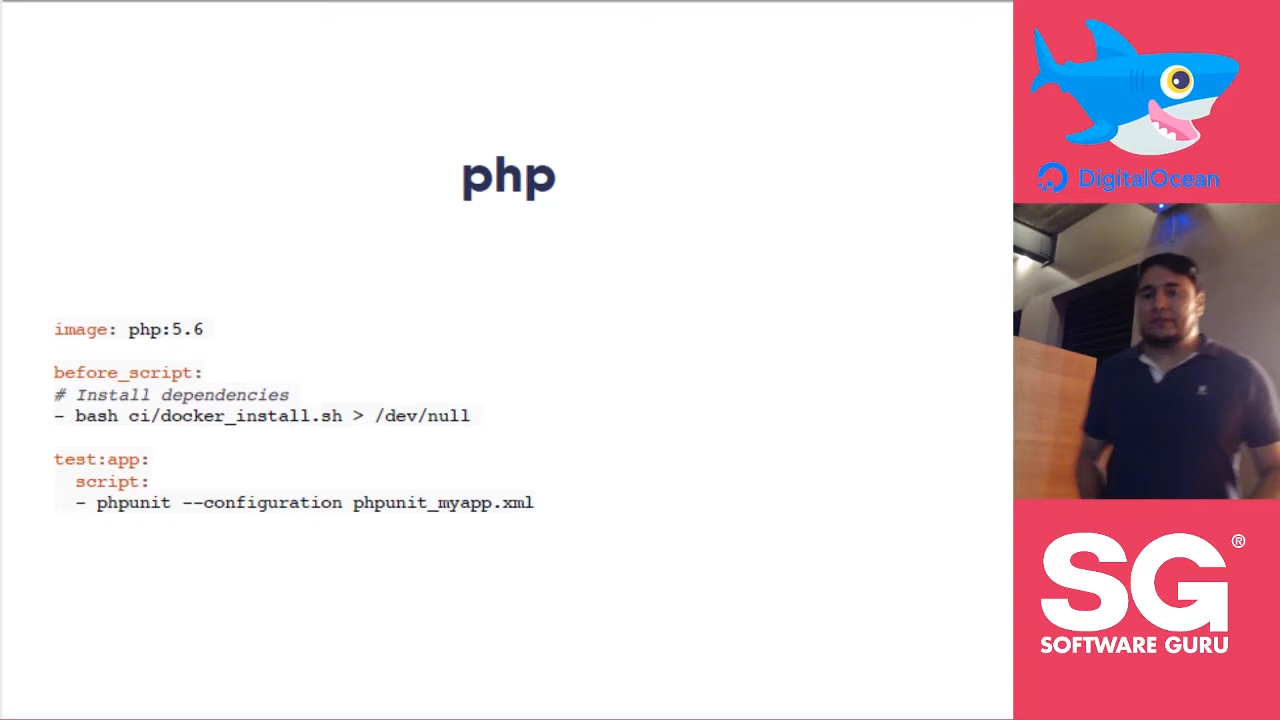 php
image: php:5.6
before_script:
# Install dependencies
- bash ci/docker_install.sh > /dev/null
test:app:
script:
- phpunit --configuration phpunit_myapp.xml
DigitalOcean
SG®
SOFTWARE GURU